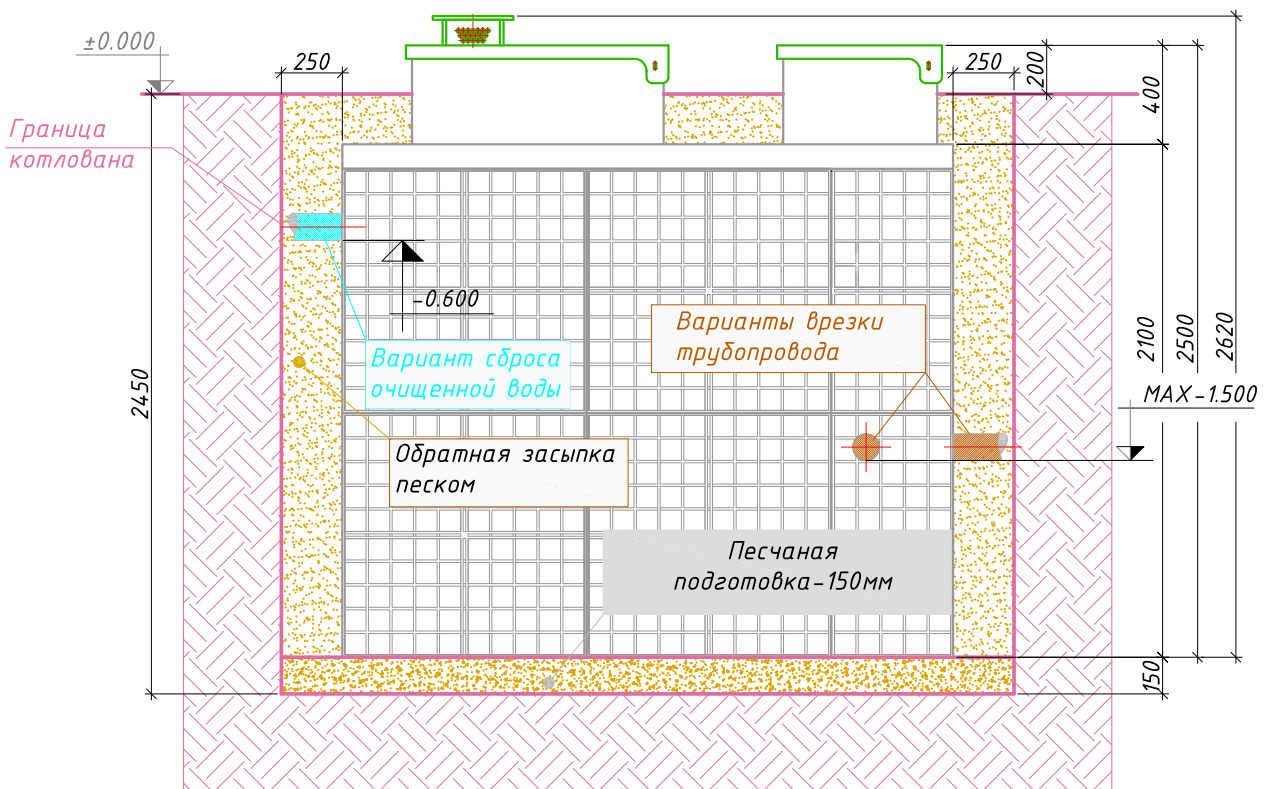 ±0.000
250
250
200
400
Граница
котлована
-0.600
Варианты врезки
трубопровода
Вариант сброса
очищенной воды
2450
2100
2500
2620
MAX-1.500
Обратная засыпка
песком
Песчаная
подготовка-150мм
150